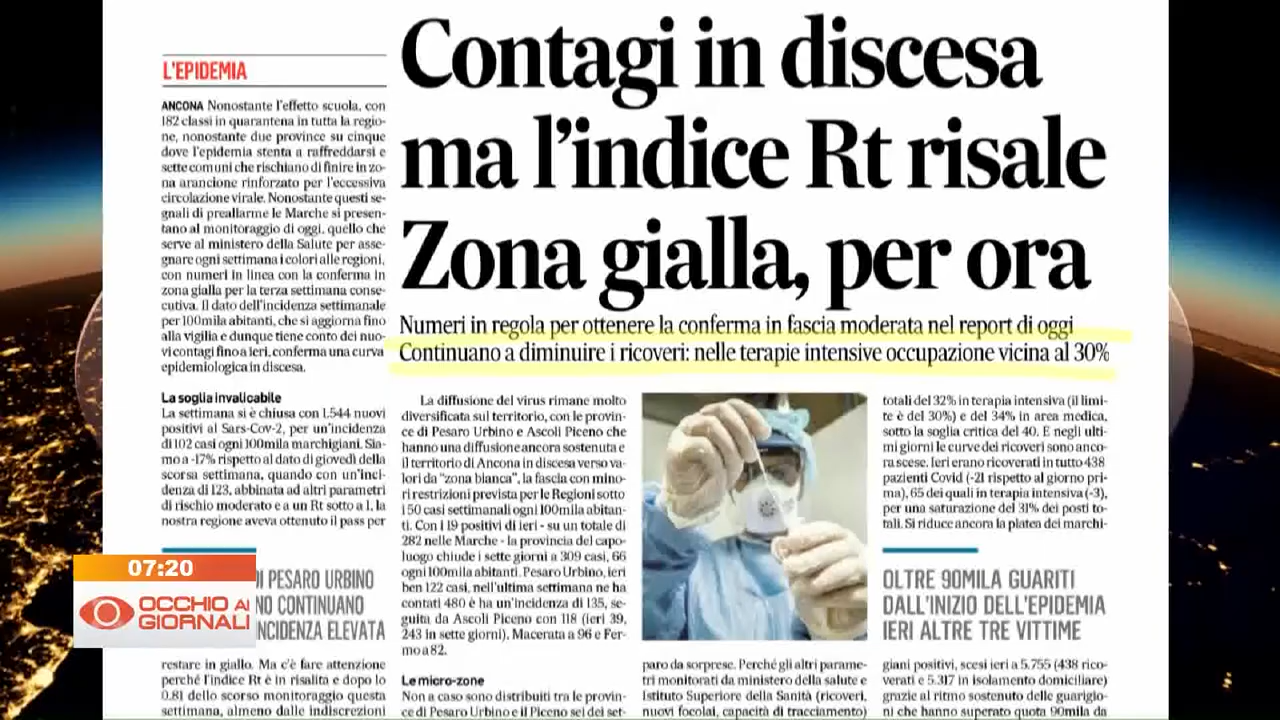 L'EPIDEMIA
Contagi in discesa
ma l'indice Rt risale
Zona gialla, per ora
Numeri in regola per ottenere la conferma in fascia moderata nel report di oggi
Continuano a diminuire i ricoveri: nelle terapie intensive occupazione vicina al 30%
ANCONA Nonostante l'effetto scuola, con
182 classi in quarantena in tutta la regio-
ne, nonostante due province su cinque
dove l'epidemia stenta a raffreddarsi e
sette comuni che rischiano di finire in zo-
na arancione rinforzato per l'eccessiva
circolazione virale. Nonostante questi se-
gnali di preallarme le Marche si presen-
tano al monitoraggio di oggi, quello che
serve al ministero della Salute per asse-
gnare ogni settimana i colori alle regioni,
con numeri in linea con la conferma in
zona gialla per la terza settimana conse-
cutiva. Il dato dell'incidenza settimanale
per 100mila abitanti, che si aggiorna fino
alla vigilia e dunque tiene conto dei nuo-
vi contagi fino a ieri, conferma una curva
epidemiologica in discesa.
La soglia invalicabile
La settimana si è chiusa con 1.544 nuovi
positivi al Sars-Cov-2, per un'incidenza
di 102 casi ogni 100mila marchigiani. Sia-
mo a -17% rispetto al dato di giovedì della
scorsa settimana, quando con un'inci-
denza di 123, abbinata ad altri parametri
di rischio moderato e a un Rt sotto a 1, la
nostra regione aveva ottenuto il pass per
DI PESARO URBINO
NO CONTINUANO
INCIDENZA ELEVATA
restare in giallo. Ma c'è fare attenzione
perché l'indice Rt è in risalita e dopo lo
0.81 dello scorso monitoraggio questa
settimana, almeno dalle indiscrezioni
La diffusione del virus rimane molto
diversificata sul territorio, con le provin-
ce di Pesaro Urbino e Ascoli Piceno che
hanno una diffusione ancora sostenuta e
il territorio di Ancona in discesa verso va-
lori da "zona bianca", la fascia con mino-
ri restrizioni prevista per le Regioni sotto
i 50 casi settimanali ogni 100mila abitan-
ti. Con i 19 positivi di ieri - su un totale di
282 nelle Marche - la provincia del capo-
luogo chiude i sette giorni a 309 casi, 66
ogni 100mila abitanti. Pesaro Urbino, ieri
ben 122 casi, nell'ultima settimana ne ha
contati 480 è ha un'incidenza di 135, se-
guita da Ascoli Piceno con 118 (ieri 39,
243 in sette giorni), Macerata a 96 e Fer-
mo a 82.
Le micro-zone
Non a caso sono distributi tra le provin-
ce di Pesaro Urbino e il Piceno sei dei set-
paro da sorprese. Perché gli altri parame-
tri monitorati da ministero della salute e
Istituto Superiore della Sanità (ricoveri,
nuovi focolai, capacità di tracciamento)
totali del 32% in terapia intensiva (il limi-
te è del 30%) e del 34% in area medica,
sotto la soglia critica del 40. E negli ulti-
mi giorni le curve dei ricoveri sono anco-
ra scese. Ieri erano ricoverati in tutto 438
pazienti Covid (-21 rispetto al giorno pri-
ma), 65 dei quali in terapia intensiva (-3),
per una saturazione del 31% dei posti to-
tali. Si riduce ancora la platea dei marchi-
OLTRE 90MILA GUARITI
DALL'INIZIO DELL'EPIDEMIA
IERI ALTRE TRE VITTIME
giani positivi, scesi ieri a 5.755 (438 rico-
verati e 5.317 in isolamento domiciliare)
grazie al ritmo sostenuto delle guarigio-
ni che hanno superato quota 90mila da
07:20
OCCHIO AI
GIORNALI